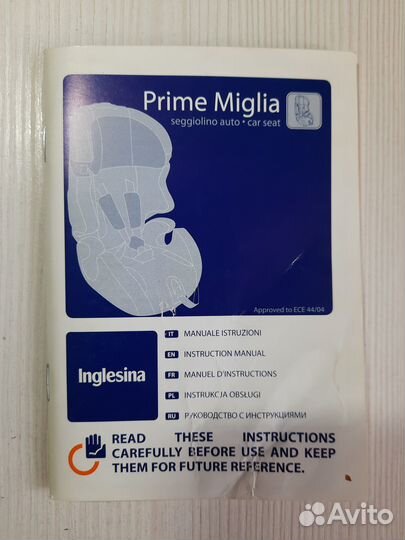 Prime Miglia
seggiolino auto • car seat
Approved to ECE 44/04
Inglesina
IT MANUALE ISTRUZIONI
EN INSTRUCTION MANUAL
FR MANUEL D'INSTRUCTIONS
PL INSTRUKCJA OBSŁUGI
RU Р/КОВОДСТВО С ИНСТРУКЦИЯМИ
READ THESE INSTRUCTIONS
CAREFULLY BEFORE USE AND KEEP
THEM FOR FUTURE REFERENCE.
Avito